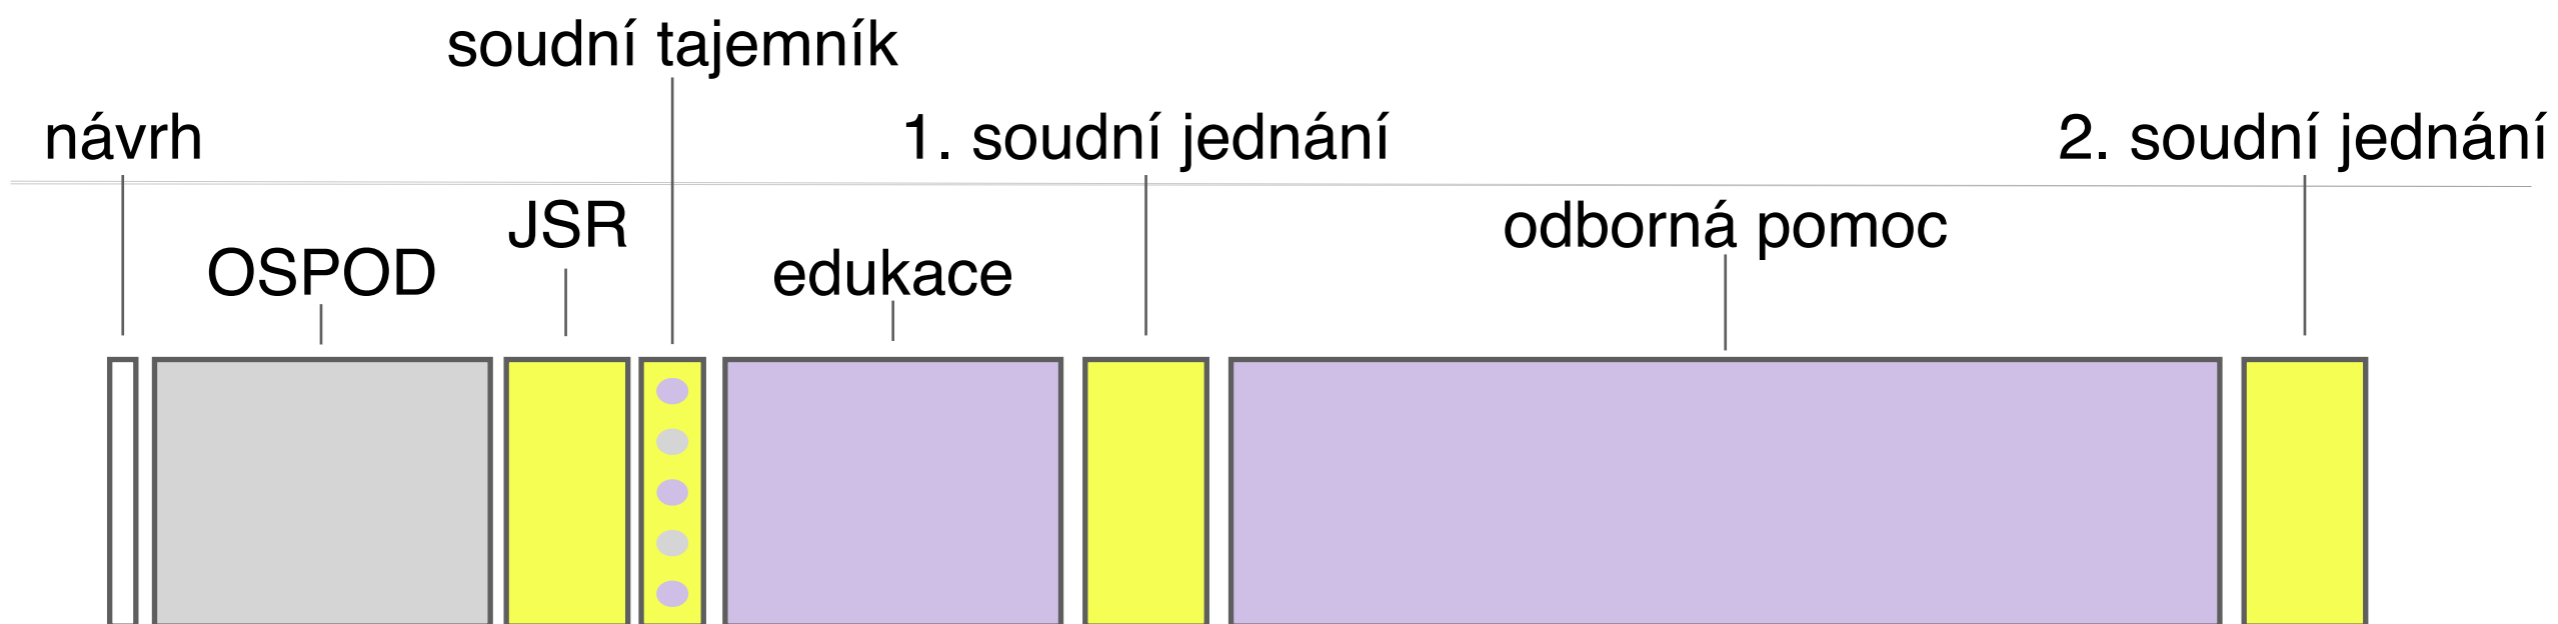 soudní tajemník
návrh
1. soudní jednání
2. soudní jednání
JSR
odborná pomoc
OSPOD
edukace